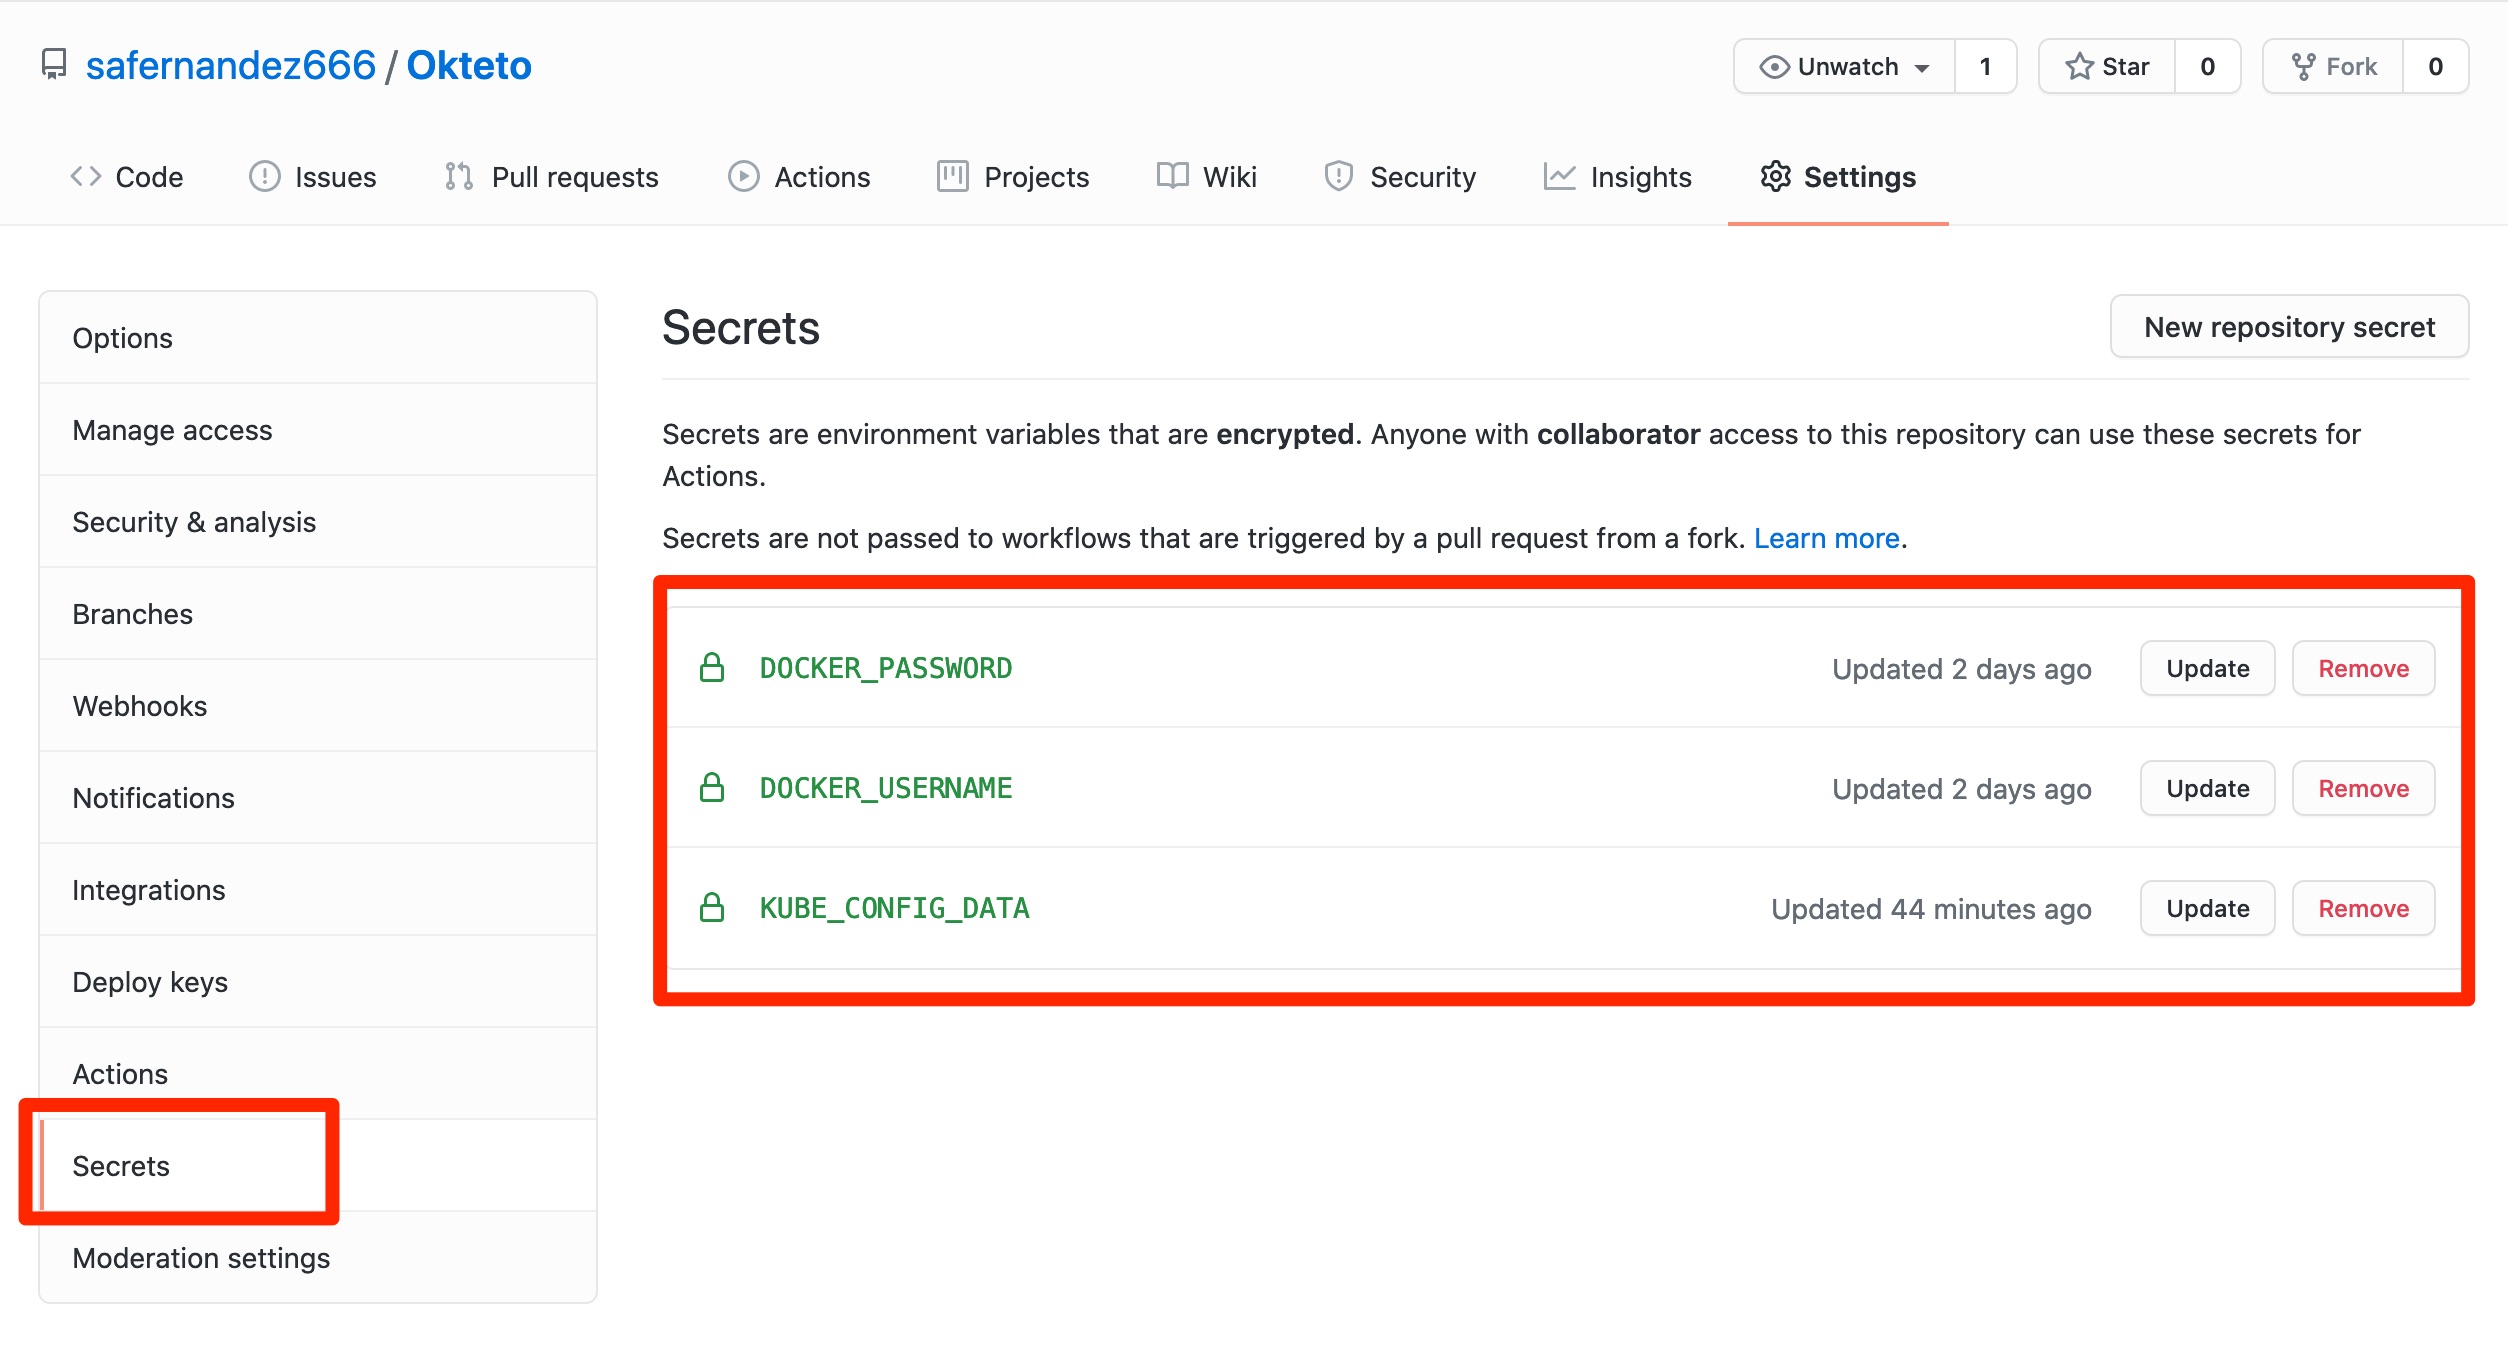 safernandez666 / Okteto
Unwatch 1 Star 0 Fork 0
Code Issues Pull requests Actions Projects Wiki Security Insights Settings
Options
Manage access
Security & analysis
Branches
Webhooks
Notifications
Integrations
Deploy keys
Actions
Secrets
Moderation settings
Secrets
New repository secret
Secrets are environment variables that are encrypted. Anyone with collaborator access to this repository can use these secrets for
Actions.
Secrets are not passed to workflows that are triggered by a pull request from a fork. Learn more.
DOCKER_PASSWORD Updated 2 days ago Update Remove
DOCKER_USERNAME Updated 2 days ago Update Remove
KUBE_CONFIG_DATA Updated 44 minutes ago Update Remove